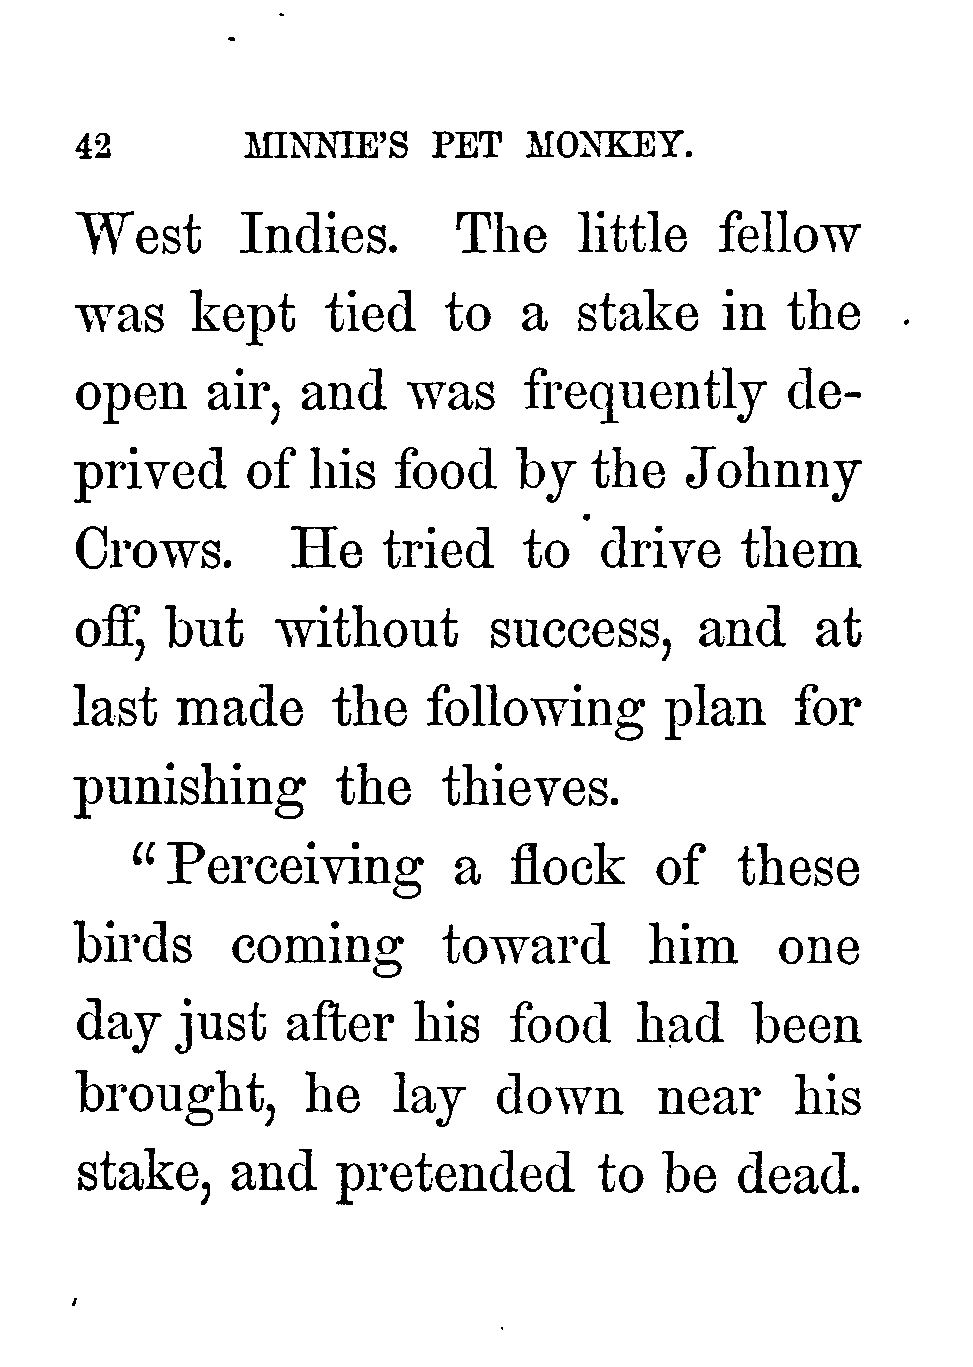 42 MINNIE'S PET MONKEY.
West Indies. The little fellow
was kept tied to a stake in the
open air, and was frequently de-
prived of his food by the Johnny
Crows. He tried to drive them
off, but without success, and at
last made the following plan for
punishing the thieves.
"Perceiving a flock of these
birds coming toward him one
day just after his food had been
brought, he lay down near his
stake, and pretended to be dead.